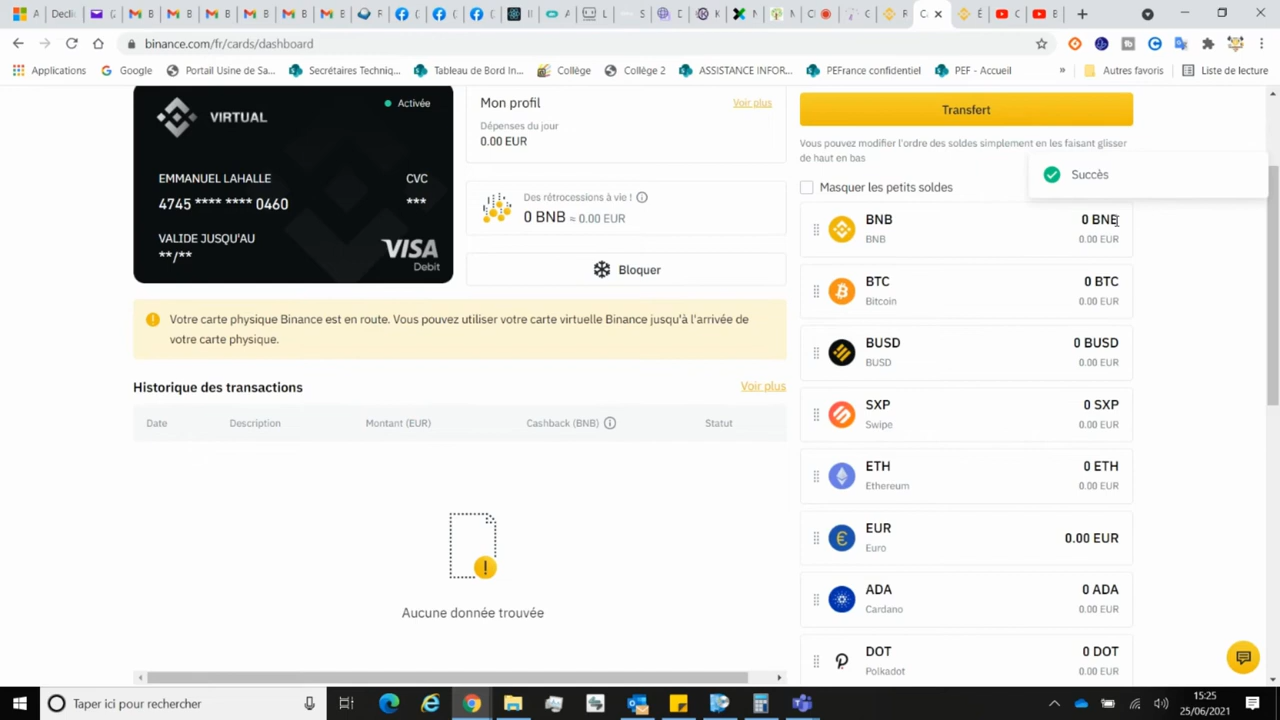 Décli
M
B
M
M
M
B
M
B
M
B
R
A
L
S
D
N
M
C
C
R
C
É
C
B
binance.com/fr/cards/dashboard
Applications
Google
Portail Usine de Sa...
Secrétaires Techniq...
Tableau de Bord In...
Collège
Collège 2
ASSISTANCE INFOR...
PEFrance confidentiel
PEF - Accueil
»
Autres favoris
Liste de lecture
VIRTUAL
Activée
EMMANUEL LAHALLE
CVC
4745 **** **** 0460
***
VALIDE JUSQU'AU
**/**
VISA
Debit
Mon profil
Voir plus
Dépenses du jour
0.00 EUR
Des rétrocessions à vie !
0 BNB ≈ 0.00 EUR
Bloquer
Votre carte physique Binance est en route. Vous pouvez utiliser votre carte virtuelle Binance jusqu'à l'arrivée de
votre carte physique.
Historique des transactions
Voir plus
Date
Description
Montant (EUR)
Cashback (BNB)
Statut
Aucune donnée trouvée
Transfert
Vous pouvez modifier l'ordre des soldes simplement en les faisant glisser
de haut en bas
Succès
Masquer les petits soldes
BNB
0 BNB
BNB
0.00 EUR
BTC
0 BTC
Bitcoin
0.00 EUR
BUSD
0 BUSD
BUSD
0.00 EUR
SXP
0 SXP
Swipe
0.00 EUR
ETH
0 ETH
Ethereum
0.00 EUR
EUR
0.00 EUR
Euro
ADA
0 ADA
Cardano
0.00 EUR
DOT
0 DOT
Polkadot
0.00 EUR
Taper ici pour rechercher
15:25
25/06/2021